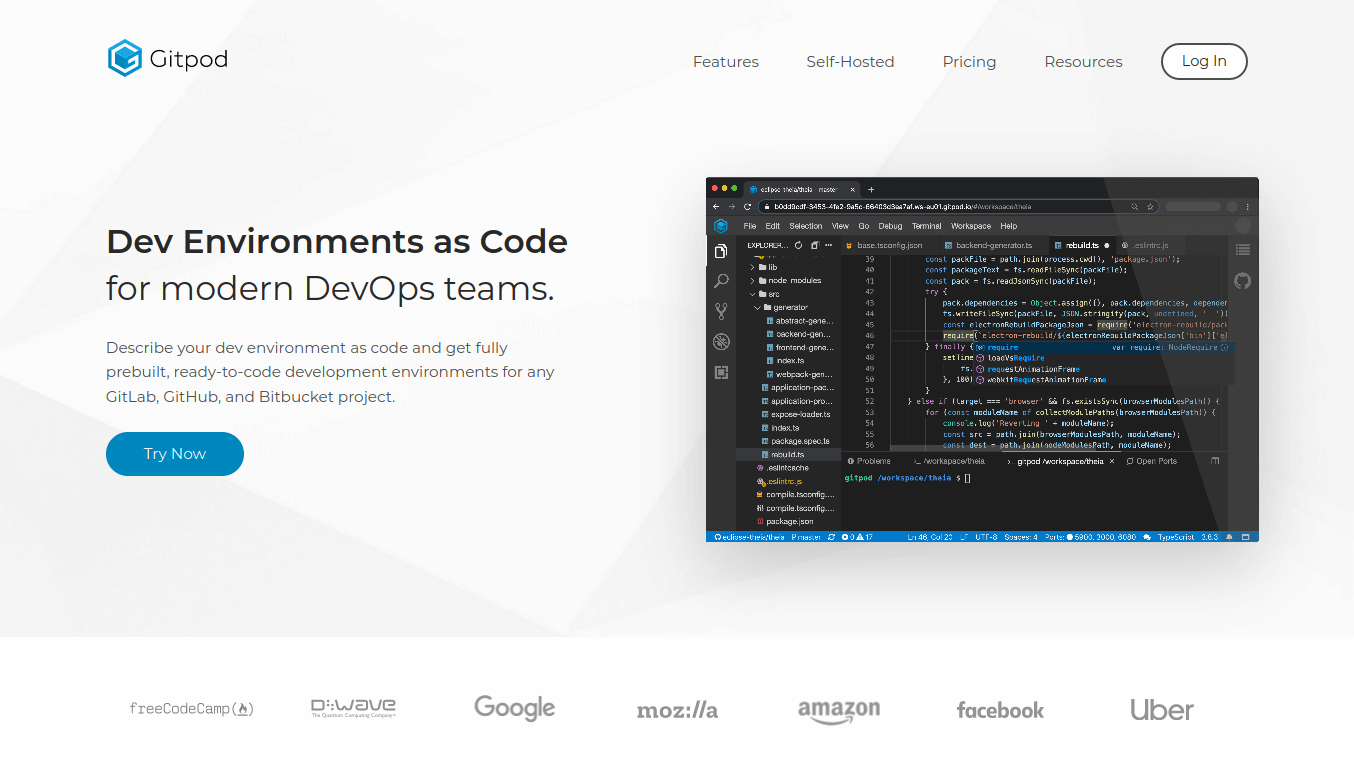 Gitpod
Features Self-Hosted Pricing Resources Log In
Dev Environments as Code
for modern DevOps teams.
Describe your dev environment as code and get fully
prebuilt, ready-to-code development environments for any
GitLab, GitHub, and Bitbucket project.
Try Now
eclipse-theia/theia - master
b0dd9cdf-3453-4fe2-9a5c-66403d3ea7af.ws-eu01.gitpod.io/#/workspace/theia
File Edit Selection View Go Debug Terminal Workspace Help
EXPLORER...
base.tsconfig.json backend-generator.ts rebuild.ts .eslintrc.js
lib
node_modules
src
generator
abstract-gene...
backend-gen...
frontend-gene...
index.ts
webpack-gen...
application-pac...
application-pro...
expose-loader.ts
index.ts
package.spec.ts
rebuild.ts
.eslintcache
.eslintrc.js
compile.tsconfig....
compile.tsconfig....
package.json
39 const packFile = path.join(process.cwd(), 'package.json');
40 const packageText = fs.readFileSync(packFile);
41 const pack = fs.readJsonSync(packFile);
42 try {
43 pack.dependencies = Object.assign({}, pack.dependencies, dependen
44 fs.writeFileSync(packFile, JSON.stringify(pack, undefined, ' '))
45 const electronRebuildPackageJson = require('electron-rebuild/pac
46 require(`electron-rebuild/${electronRebuildPackageJson['bin']['el
47 } finally {
require var require: NodeRequire
48 setTime
loadVsRequire
49 fs.
requestAnimationFrame
50 }, 100)
webkitRequestAnimationFrame
51 }
52 } else if (target === 'browser' && fs.existsSync(browserModulesPath)) {
53 for (const moduleName of collectModulePaths(browserModulesPath)) {
54 console.log('Reverting ' + moduleName);
55 const src = path.join(browserModulesPath, moduleName);
56 const dest = path.join(nodeModulesPath, moduleName);
Problems >_ /workspace/theia > gitpod /workspace/theia Open Ports
gitpod /workspace/theia $
eclipse-theia/theia master 0 17 Ln 46, Col 20 LF UTF-8 Spaces: 4 Ports: 5900, 3000, 6080 TypeScript 3.8.3
freeCodeCamp D:wave Google moz://a amazon facebook Uber
The Quantum Computing Company™